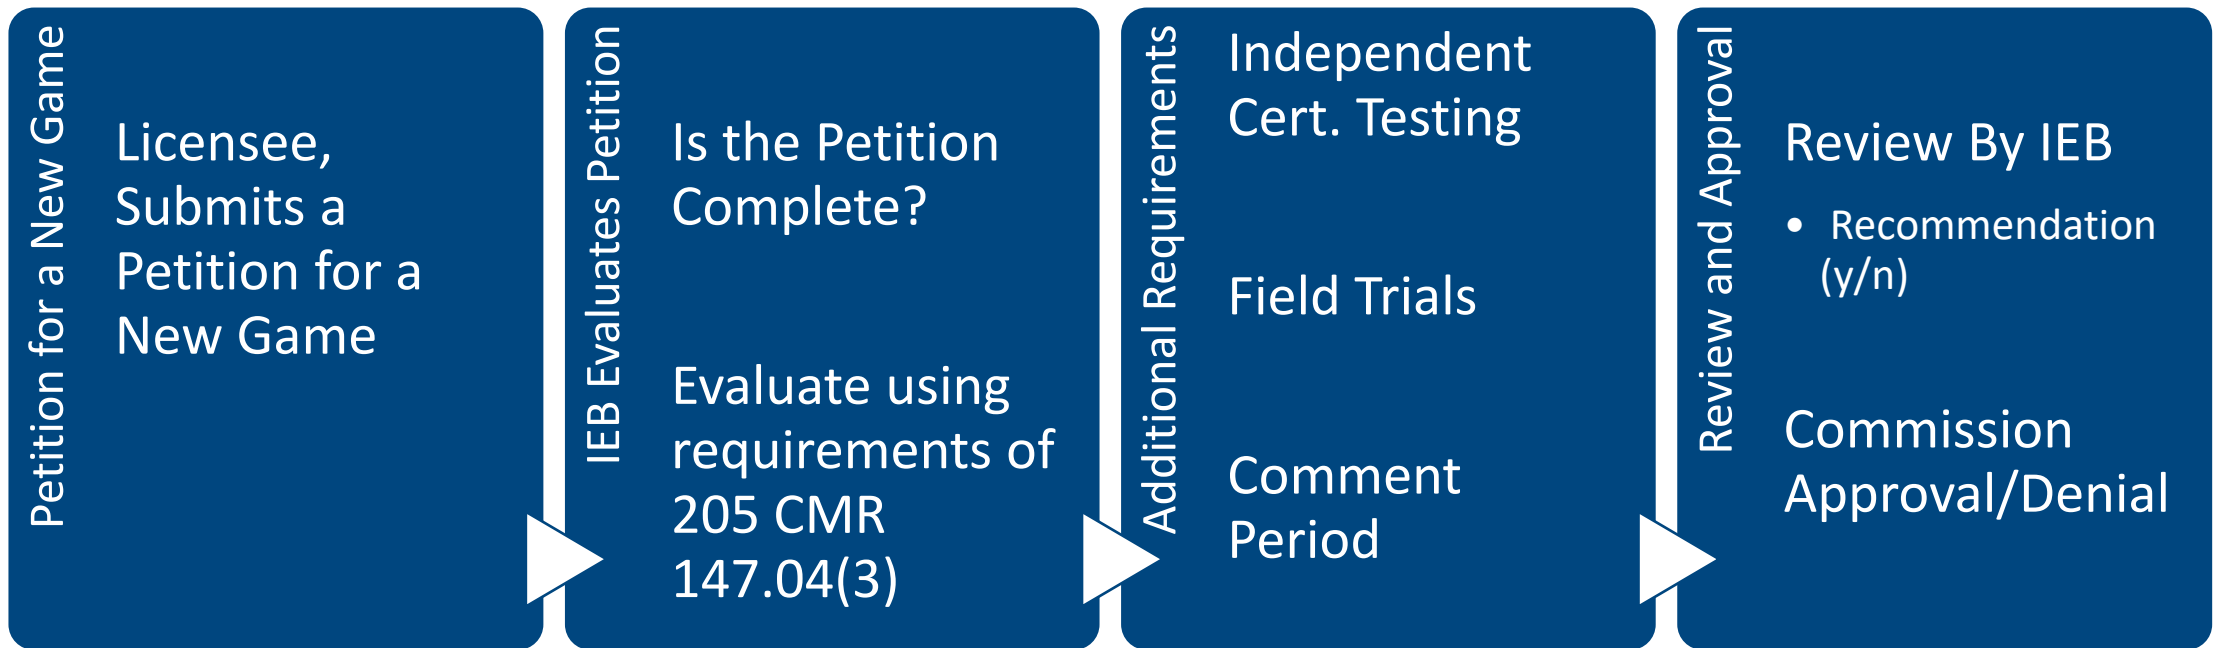 Petition for a New Game
Licensee,
Submits a
Petition for a
New Game
IEB Evaluates Petition
Is the Petition
Complete?
Evaluate using
requirements of
205 CMR
147.04(3)
Additional Requirements
Independent
Cert. Testing
Field Trials
Comment
Period
Review and Approval
Review By IEB
• Recommendation
(y/n)
Commission
Approval/Denial